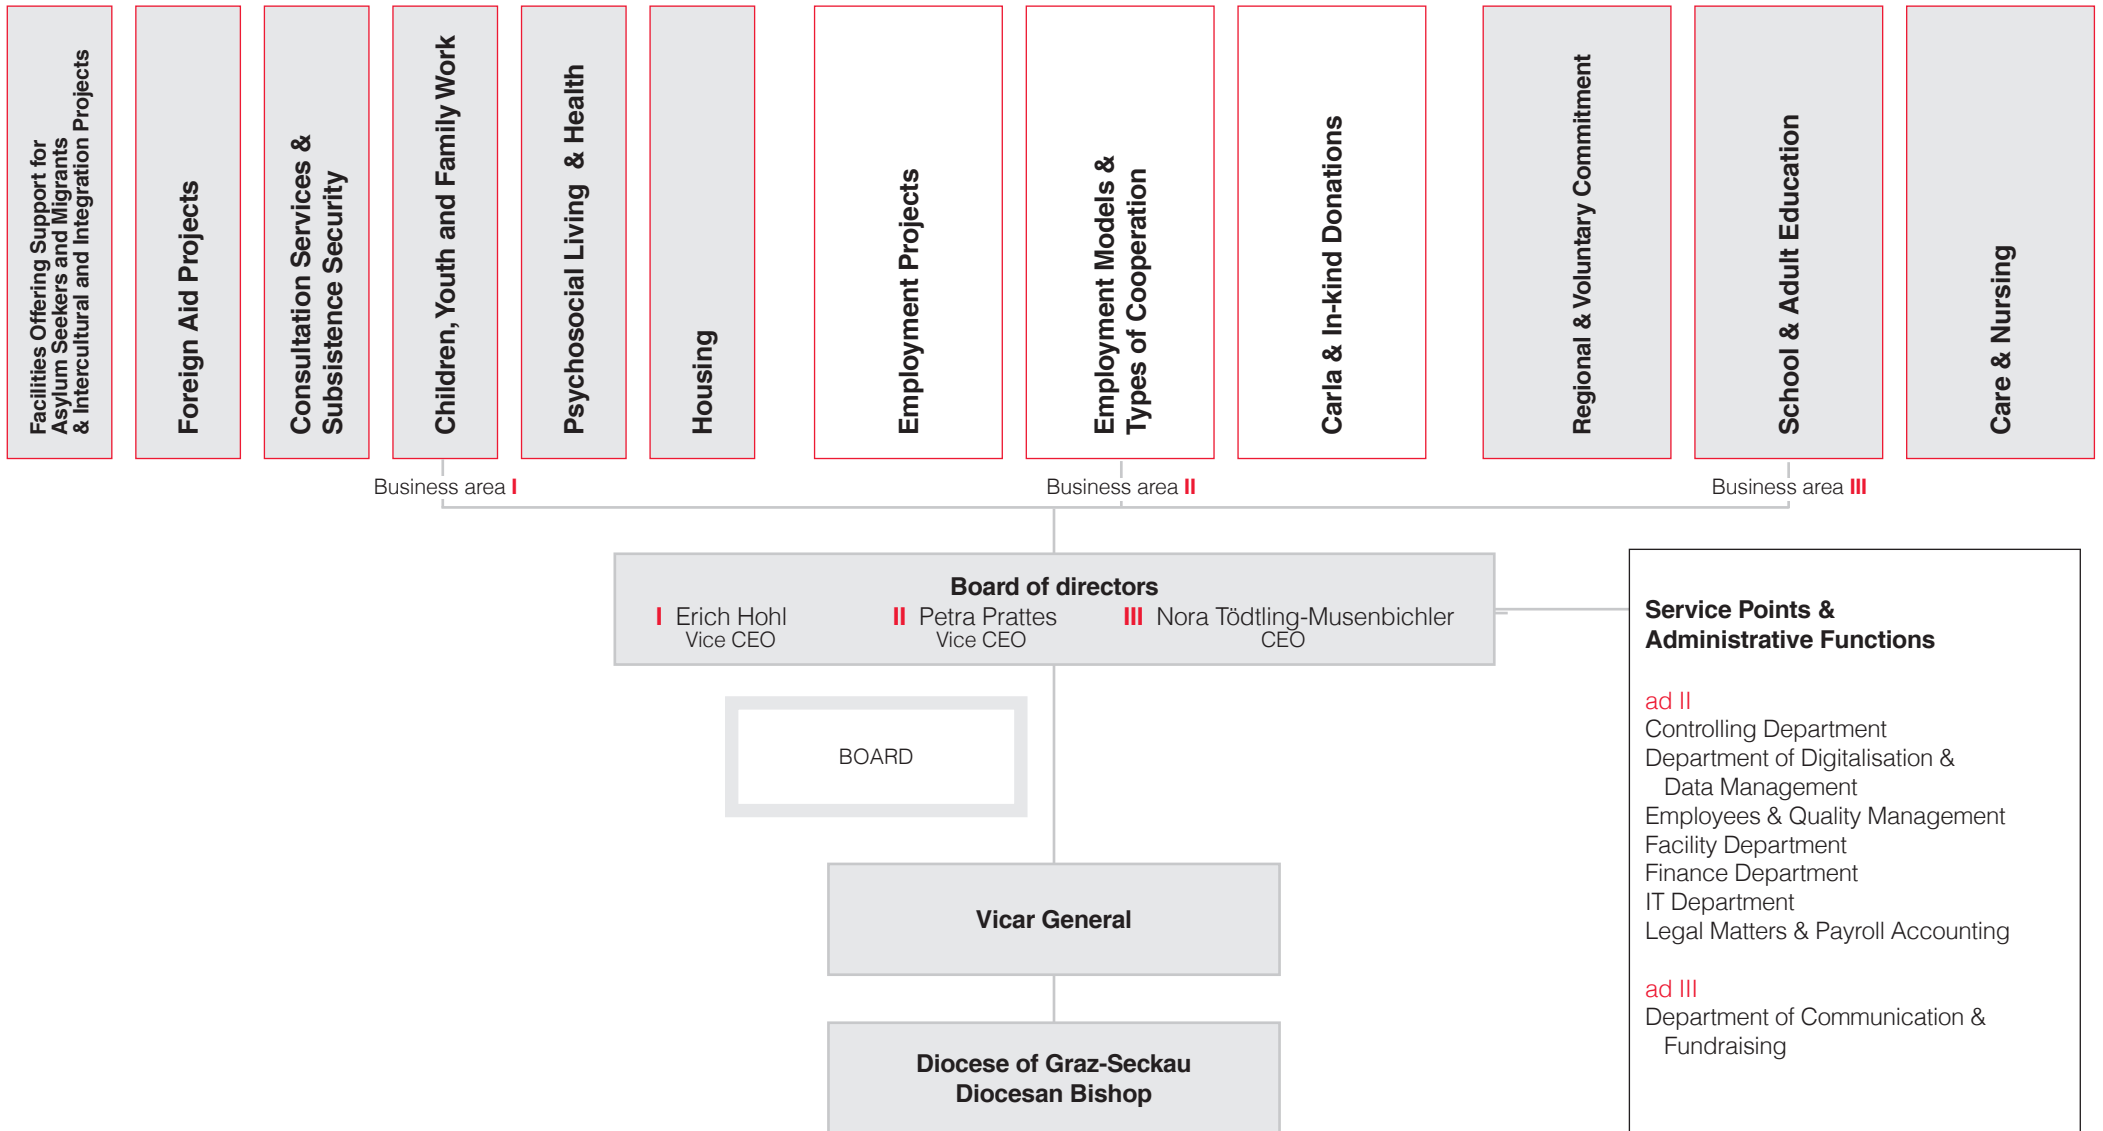 Facilities Offering Support for
Asylum Seekers and Migrants
& Intercultural and Integration Projects
Foreign Aid Projects
Consultation Services &
Subsistence Security
Children, Youth and Family Work
Psychosocial Living & Health
Housing
Employment Projects
Employment Models &
Types of Cooperation
Carla & In-kind Donations
Regional & Voluntary Commitment
School & Adult Education
Care & Nursing
Business area I
Business area II
Business area III
Board of directors
I Erich Hohl
Vice CEO
II Petra Prattes
Vice CEO
III Nora Tödtling-Musenbichler
CEO
BOARD
Vicar General
Diocese of Graz-Seckau
Diocesan Bishop
Service Points &
Administrative Functions
ad II
Controlling Department
Department of Digitalisation &
Data Management
Employees & Quality Management
Facility Department
Finance Department
IT Department
Legal Matters & Payroll Accounting
ad III
Department of Communication &
Fundraising